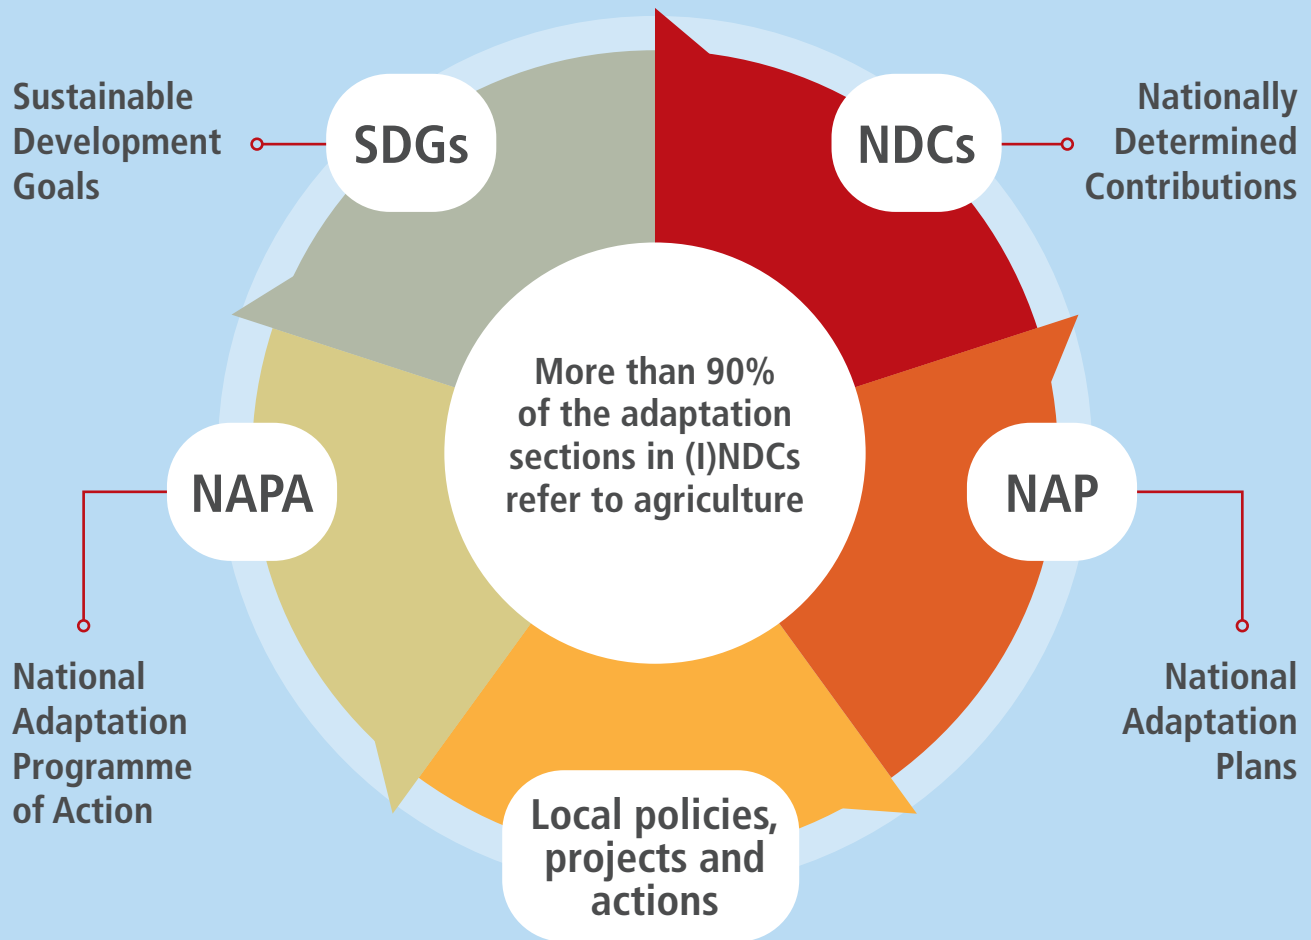 Sustainable
Development
Goals
SDGs
NDCs
Nationally
Determined
Contributions
More than 90%
of the adaptation
sections in (I)NDCs
refer to agriculture
NAPA
NAP
National
Adaptation
Programme
of Action
National
Adaptation
Plans
Local policies,
projects and
actions